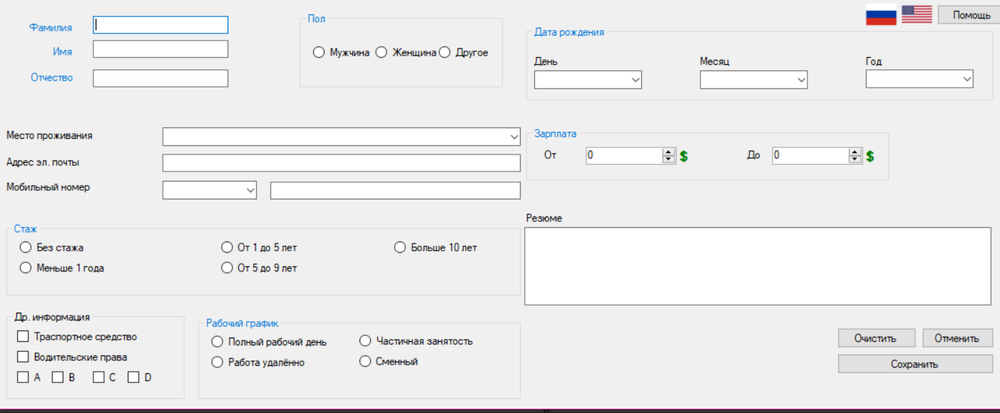 Помощь
Фамилия
Имя
Отчество
Пол
Мужчина Женщина Другое
Дата рождения
День Месяц Год
Место проживания
Адрес эл. почты
Мобильный номер
Зарплата
От 0 $ До 0 $
Стаж
Без стажа От 1 до 5 лет Больше 10 лет
Меньше 1 года От 5 до 9 лет
Резюме
Др. информация
Траспортное средство
Водительские права
A B C D
Рабочий график
Полный рабочий день Частичная занятость
Работа удалённо Сменный
Очистить Отменить
Сохранить